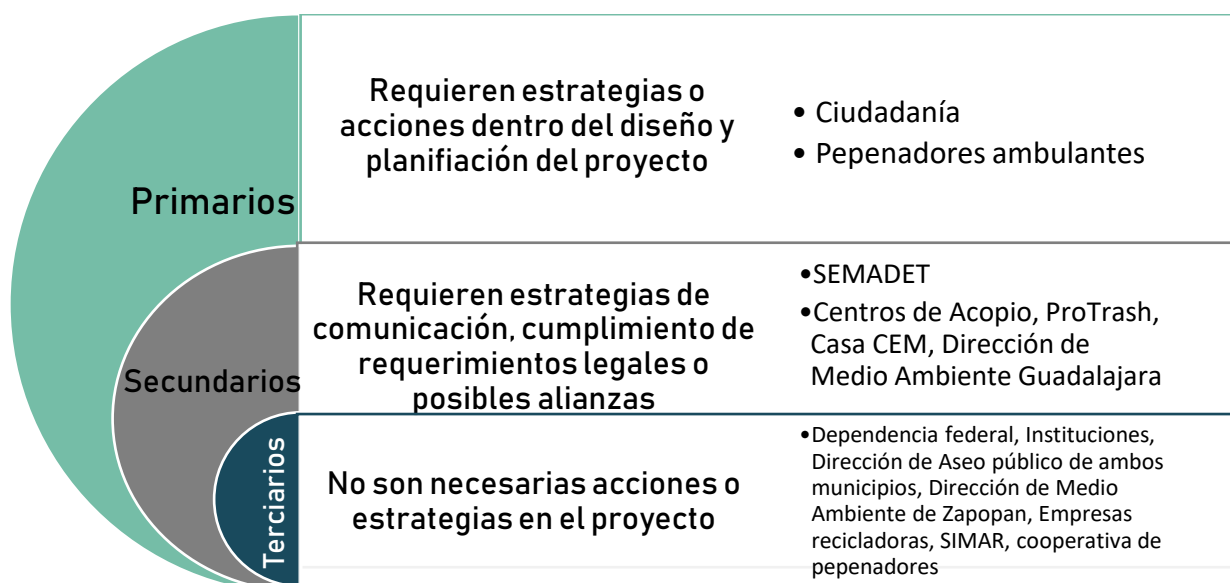 Primarios
Requieren estrategias o
acciones dentro del diseño y
planifiación del proyecto
• Ciudadanía
• Pepenadores ambulantes
Secundarios
Requieren estrategias de
comunicación, cumplimiento de
requerimientos legales o
posibles alianzas
•SEMADET
•Centros de Acopio, ProTrash,
Casa CEM, Dirección de
Medio Ambiente Guadalajara
Terciarios
No son necesarias acciones o
estrategias en el proyecto
•Dependencia federal, Instituciones,
Dirección de Aseo público de ambos
municipios, Dirección de Medio
Ambiente de Zapopan, Empresas
recicladoras, SIMAR, cooperativa de
pepenadores